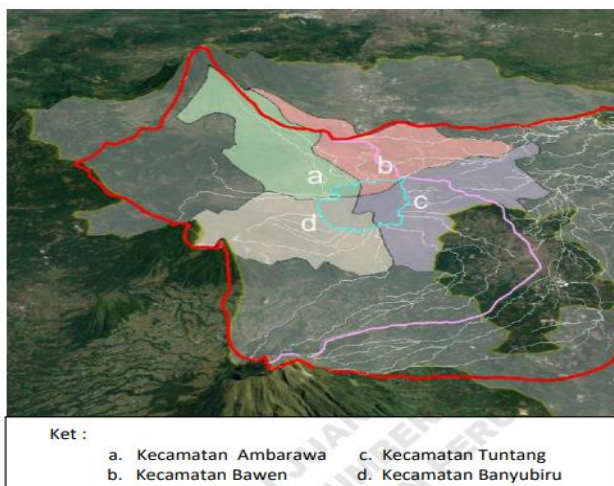 a
b
c
d
Ket :
a. Kecamatan Ambarawa c. Kecamatan Tuntang
b. Kecamatan Bawen d. Kecamatan Banyubiru